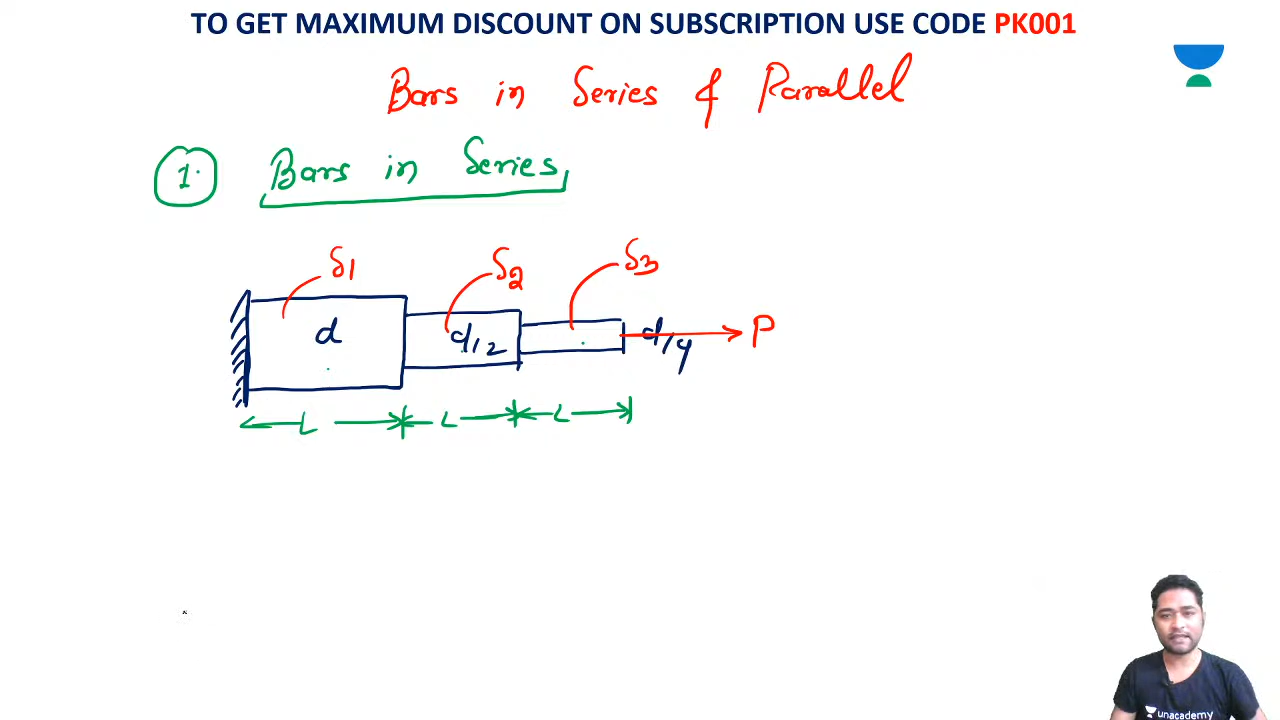 TO GET MAXIMUM DISCOUNT ON SUBSCRIPTION USE CODE PK001
Bars in Series & Parallel
1. Bars in Series
δ1 δ2 δ3
d d/2 d/4 P
L L L
unacademy